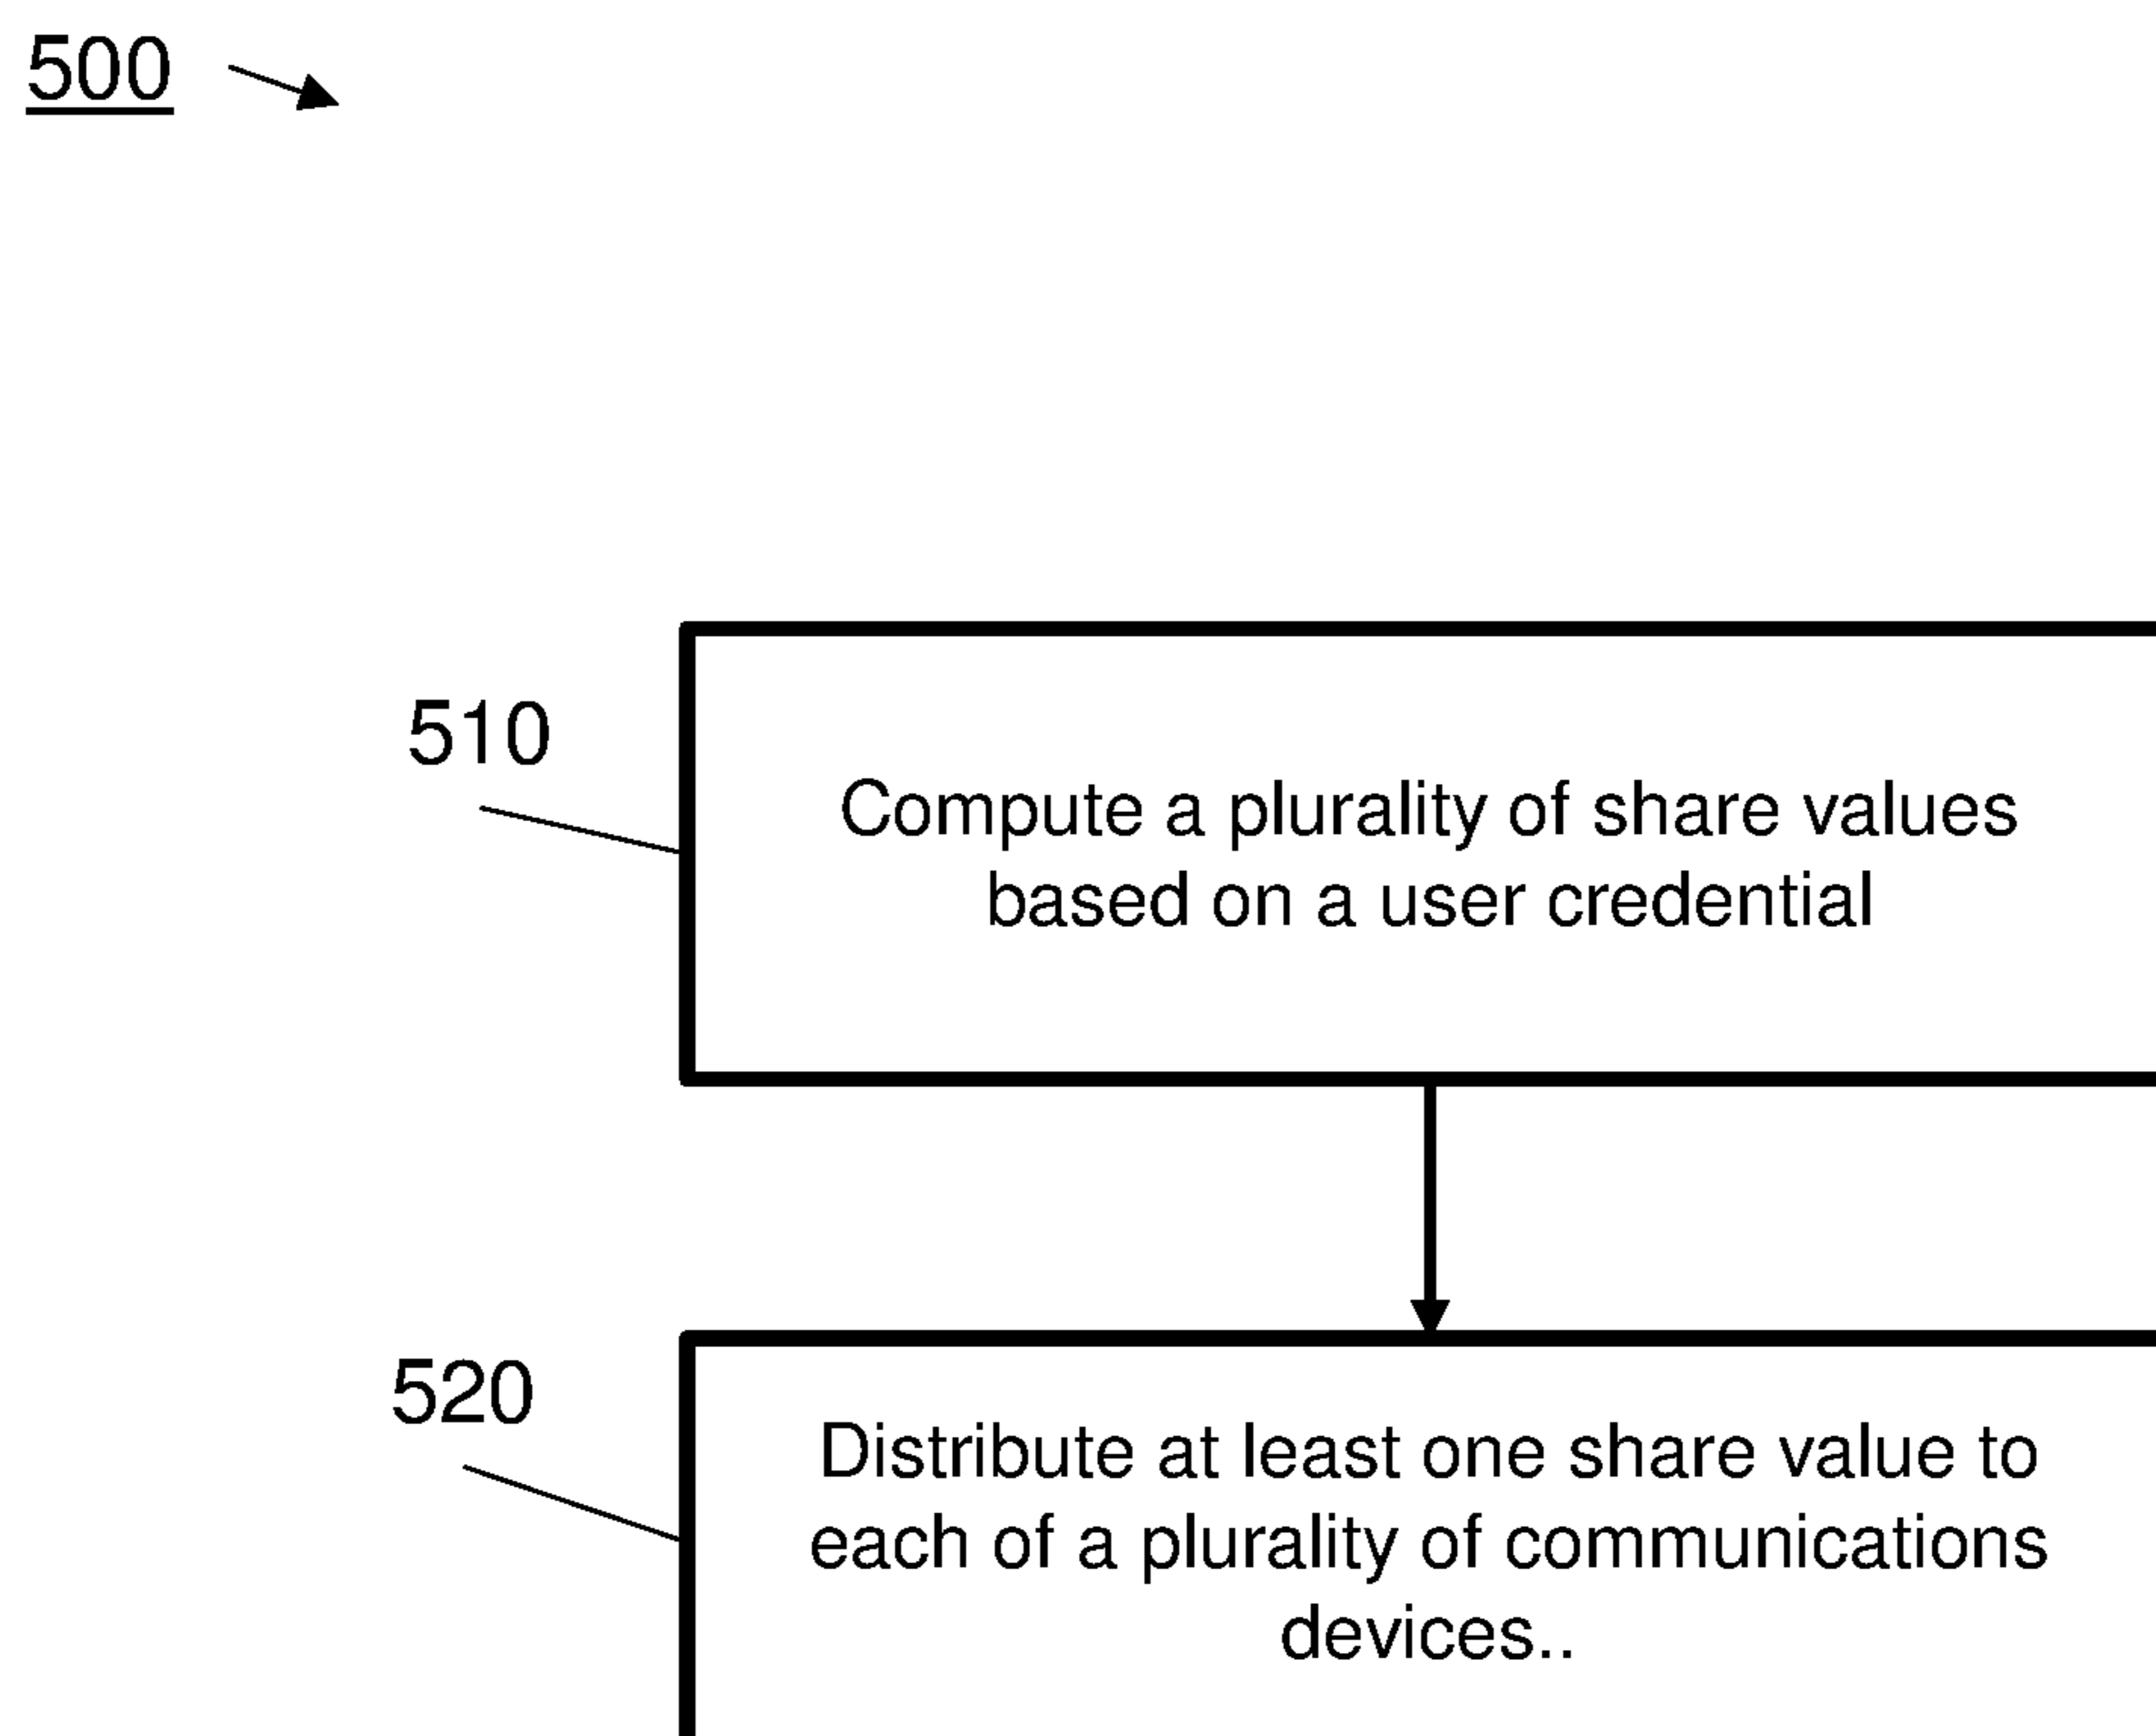 500
510
Compute a plurality of share values
based on a user credential
520
Distribute at least one share value to
each of a plurality of communications
devices..